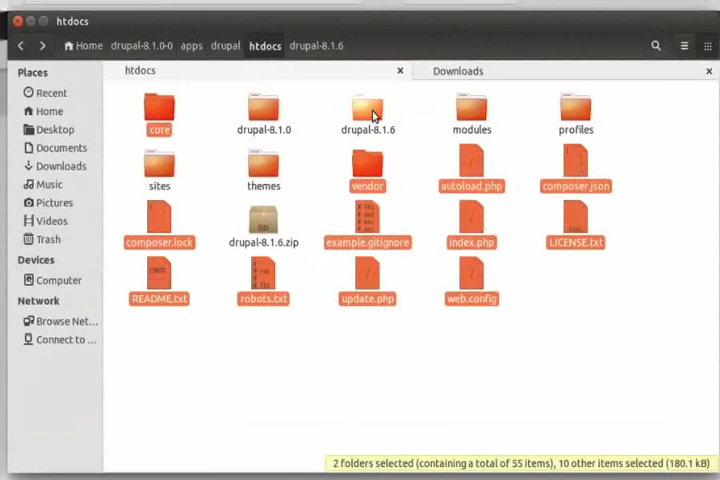 htdocs
Home drupal-8.1.0-0 apps drupal htdocs drupal-8.1.6
Places
Recent
Home
Desktop
Documents
Downloads
Music
Pictures
Videos
Trash
Devices
Computer
Network
Browse Net...
Connect to ...
htdocs
Downloads
core drupal-8.1.0 drupal-8.1.6 modules profiles
sites themes vendor autoload.php composer.json
composer.lock drupal-8.1.6.zip example.gitignore index.php LICENSE.txt
README.txt robots.txt update.php web.config
2 folders selected (containing a total of 55 items), 10 other items selected (180.1 kB)